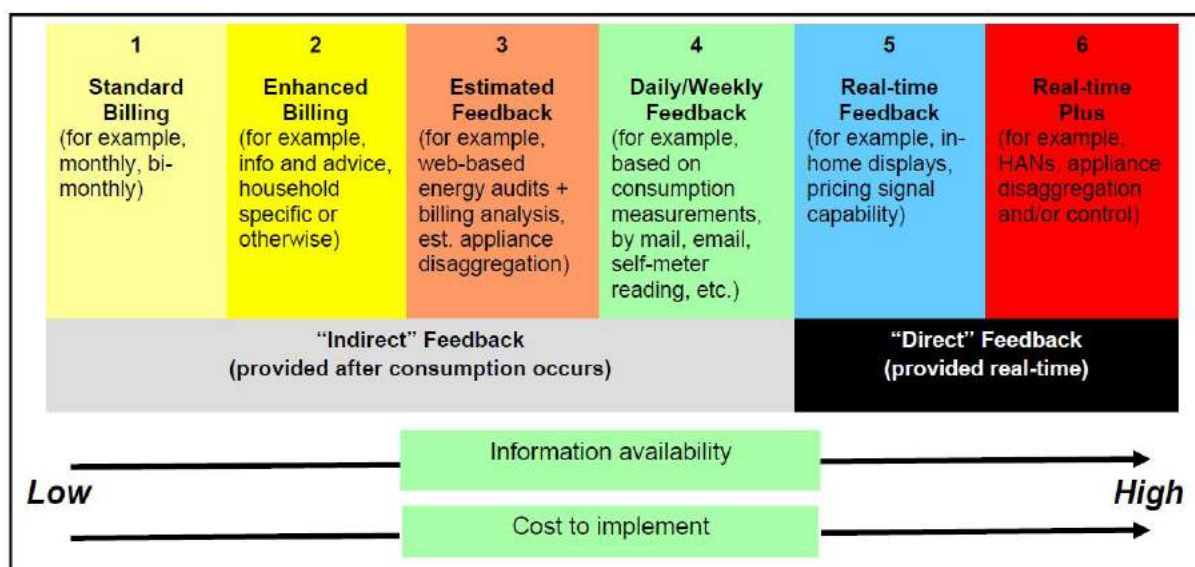 1
Standard
Billing
(for example,
monthly, bi-
monthly)
2
Enhanced
Billing
(for example,
info and advice,
household
specific or
otherwise)
3
Estimated
Feedback
(for example,
web-based
energy audits +
billing analysis,
est. appliance
disaggregation)
4
Daily/Weekly
Feedback
(for example,
based on
consumption
measurements,
by mail, email,
self-meter
reading, etc.)
5
Real-time
Feedback
(for example, in-
home displays,
pricing signal
capability)
6
Real-time
Plus
(for example,
HANs, appliance
disaggregation
and/or control)
“Indirect” Feedback
(provided after consumption occurs)
“Direct” Feedback
(provided real-time)
Information availability
Low
High
Cost to implement